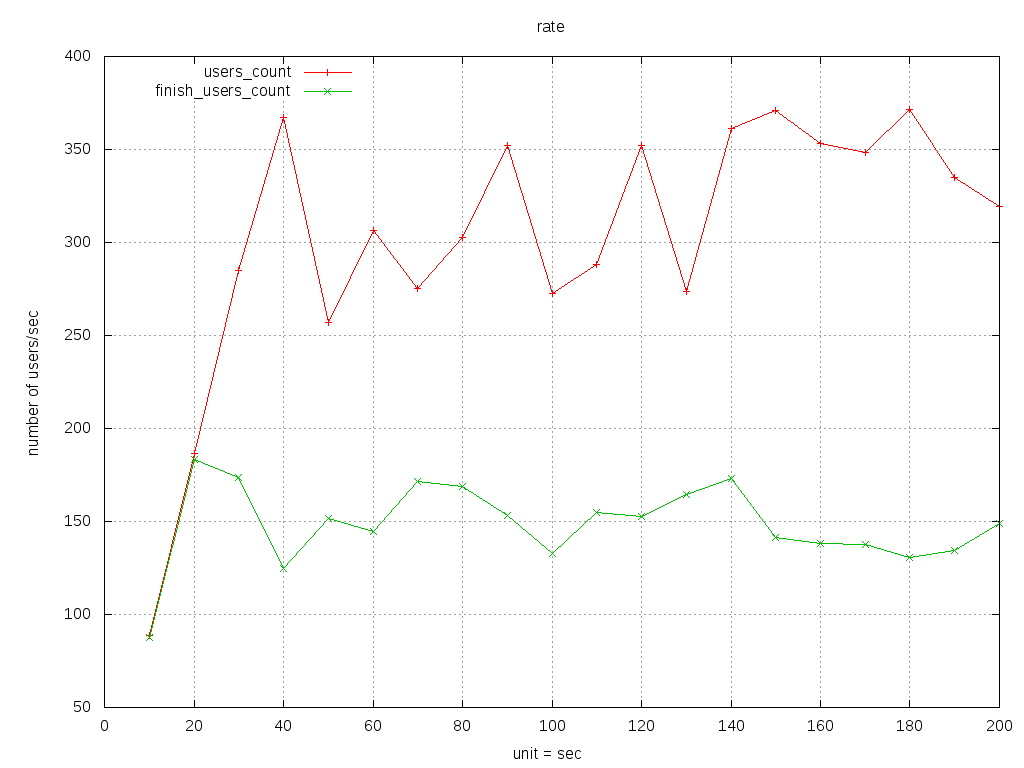 rate
users_count
finish_users_count
number of users/sec
400
350
300
250
200
150
100
50
0 20 40 60 80 100 120 140 160 180 200
unit = sec